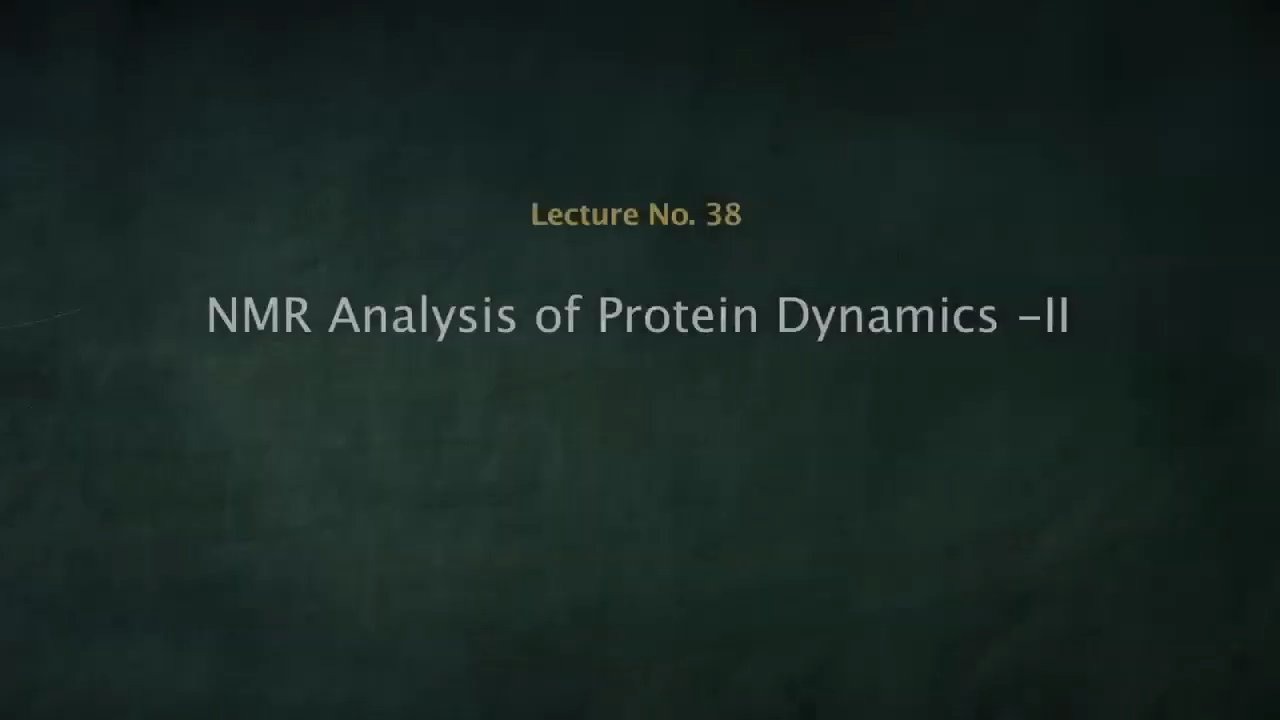 Lecture No. 38
NMR Analysis of Protein Dynamics -II